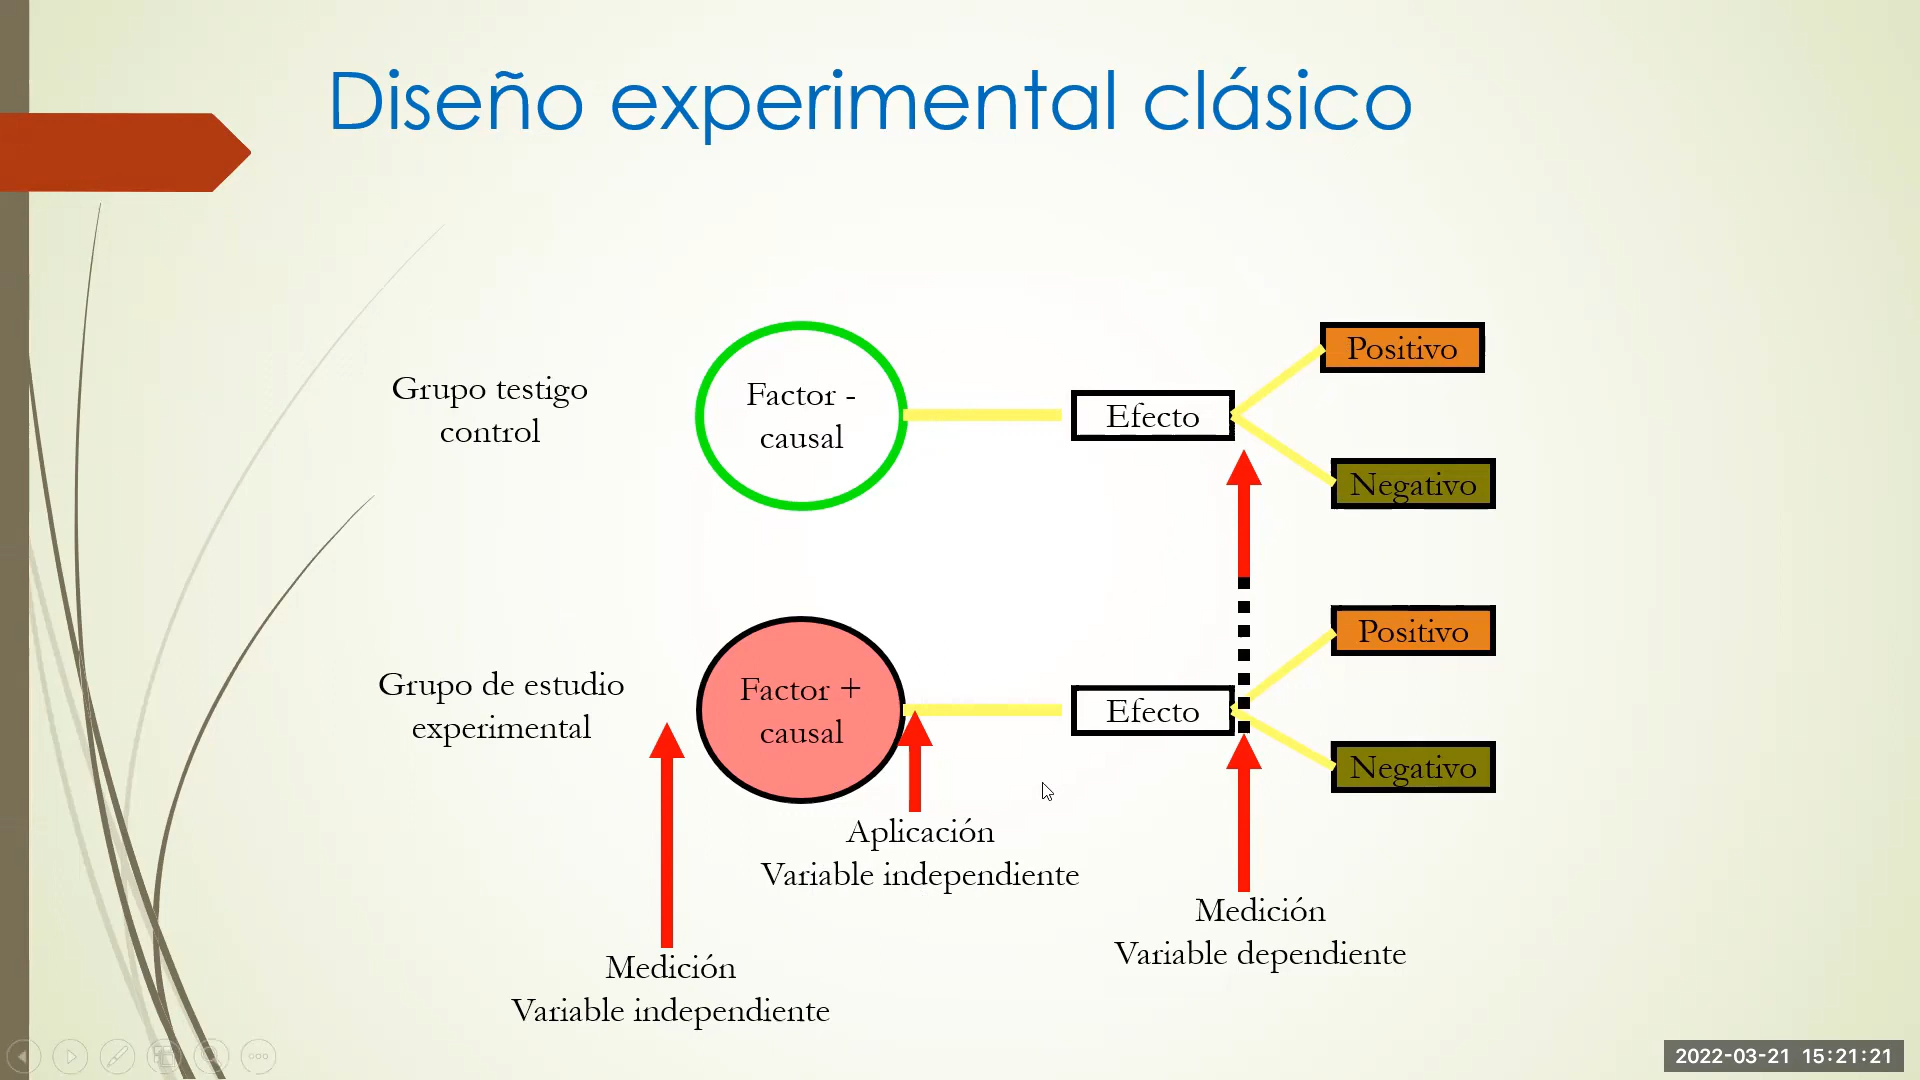 Diseño experimental clásico
Grupo testigo
control
Factor -
causal
Efecto
Positivo
Negativo
Grupo de estudio
experimental
Factor +
causal
Efecto
Positivo
Negativo
Aplicación
Variable independiente
Medición
Variable dependiente
Medición
Variable independiente
2022-03-21 15:21:21